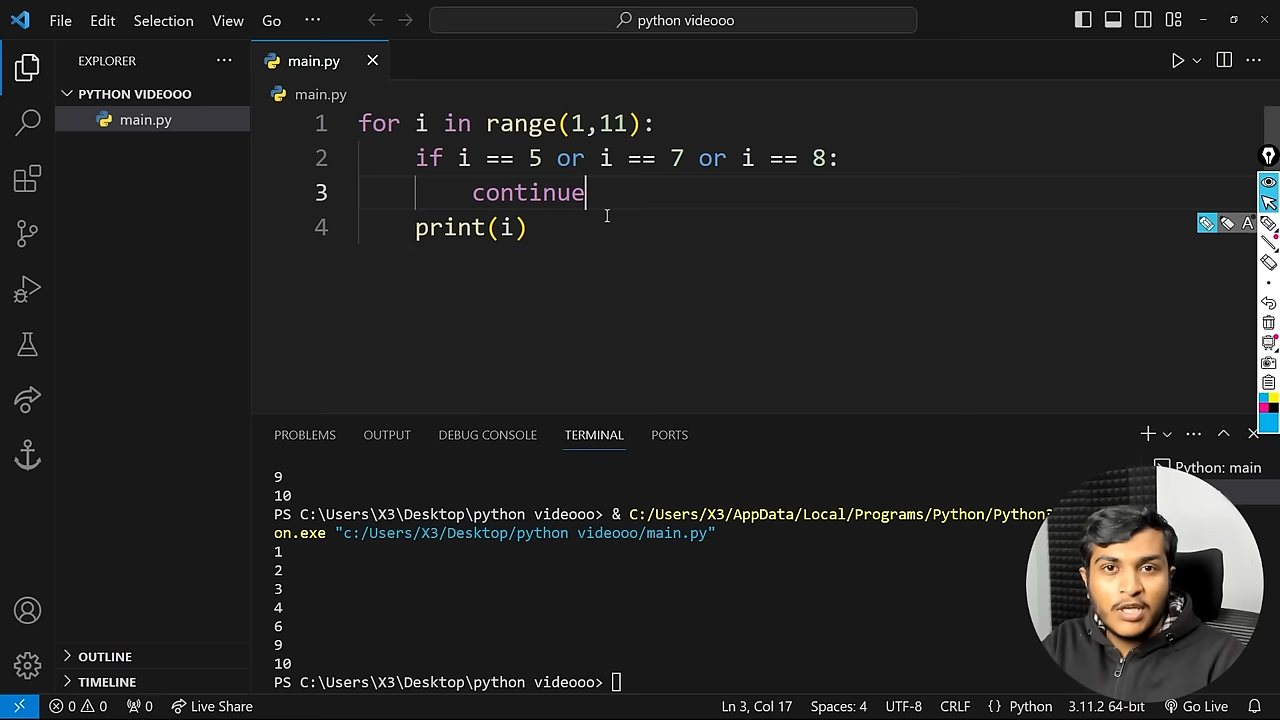 File Edit Selection View Go ··· python videooo
EXPLORER ···
PYTHON VIDEOOO
main.py
main.py
main.py
1 for i in range(1,11):
2 if i == 5 or i == 7 or i == 8:
3 continue
4 print(i)
A
PROBLEMS OUTPUT DEBUG CONSOLE TERMINAL PORTS
Python: main
9
10
PS C:\Users\X3\Desktop\python videooo> & C:/Users/X3/AppData/Local/Programs/Python/Python
on.exe "c:/Users/X3/Desktop/python videooo/main.py"
1
2
3
4
6
9
10
PS C:\Users\X3\Desktop\python videooo>
OUTLINE
TIMELINE
0 0 0 Live Share Ln 3, Col 17 Spaces: 4 UTF-8 CRLF {} Python 3.11.2 64-bit Go Live